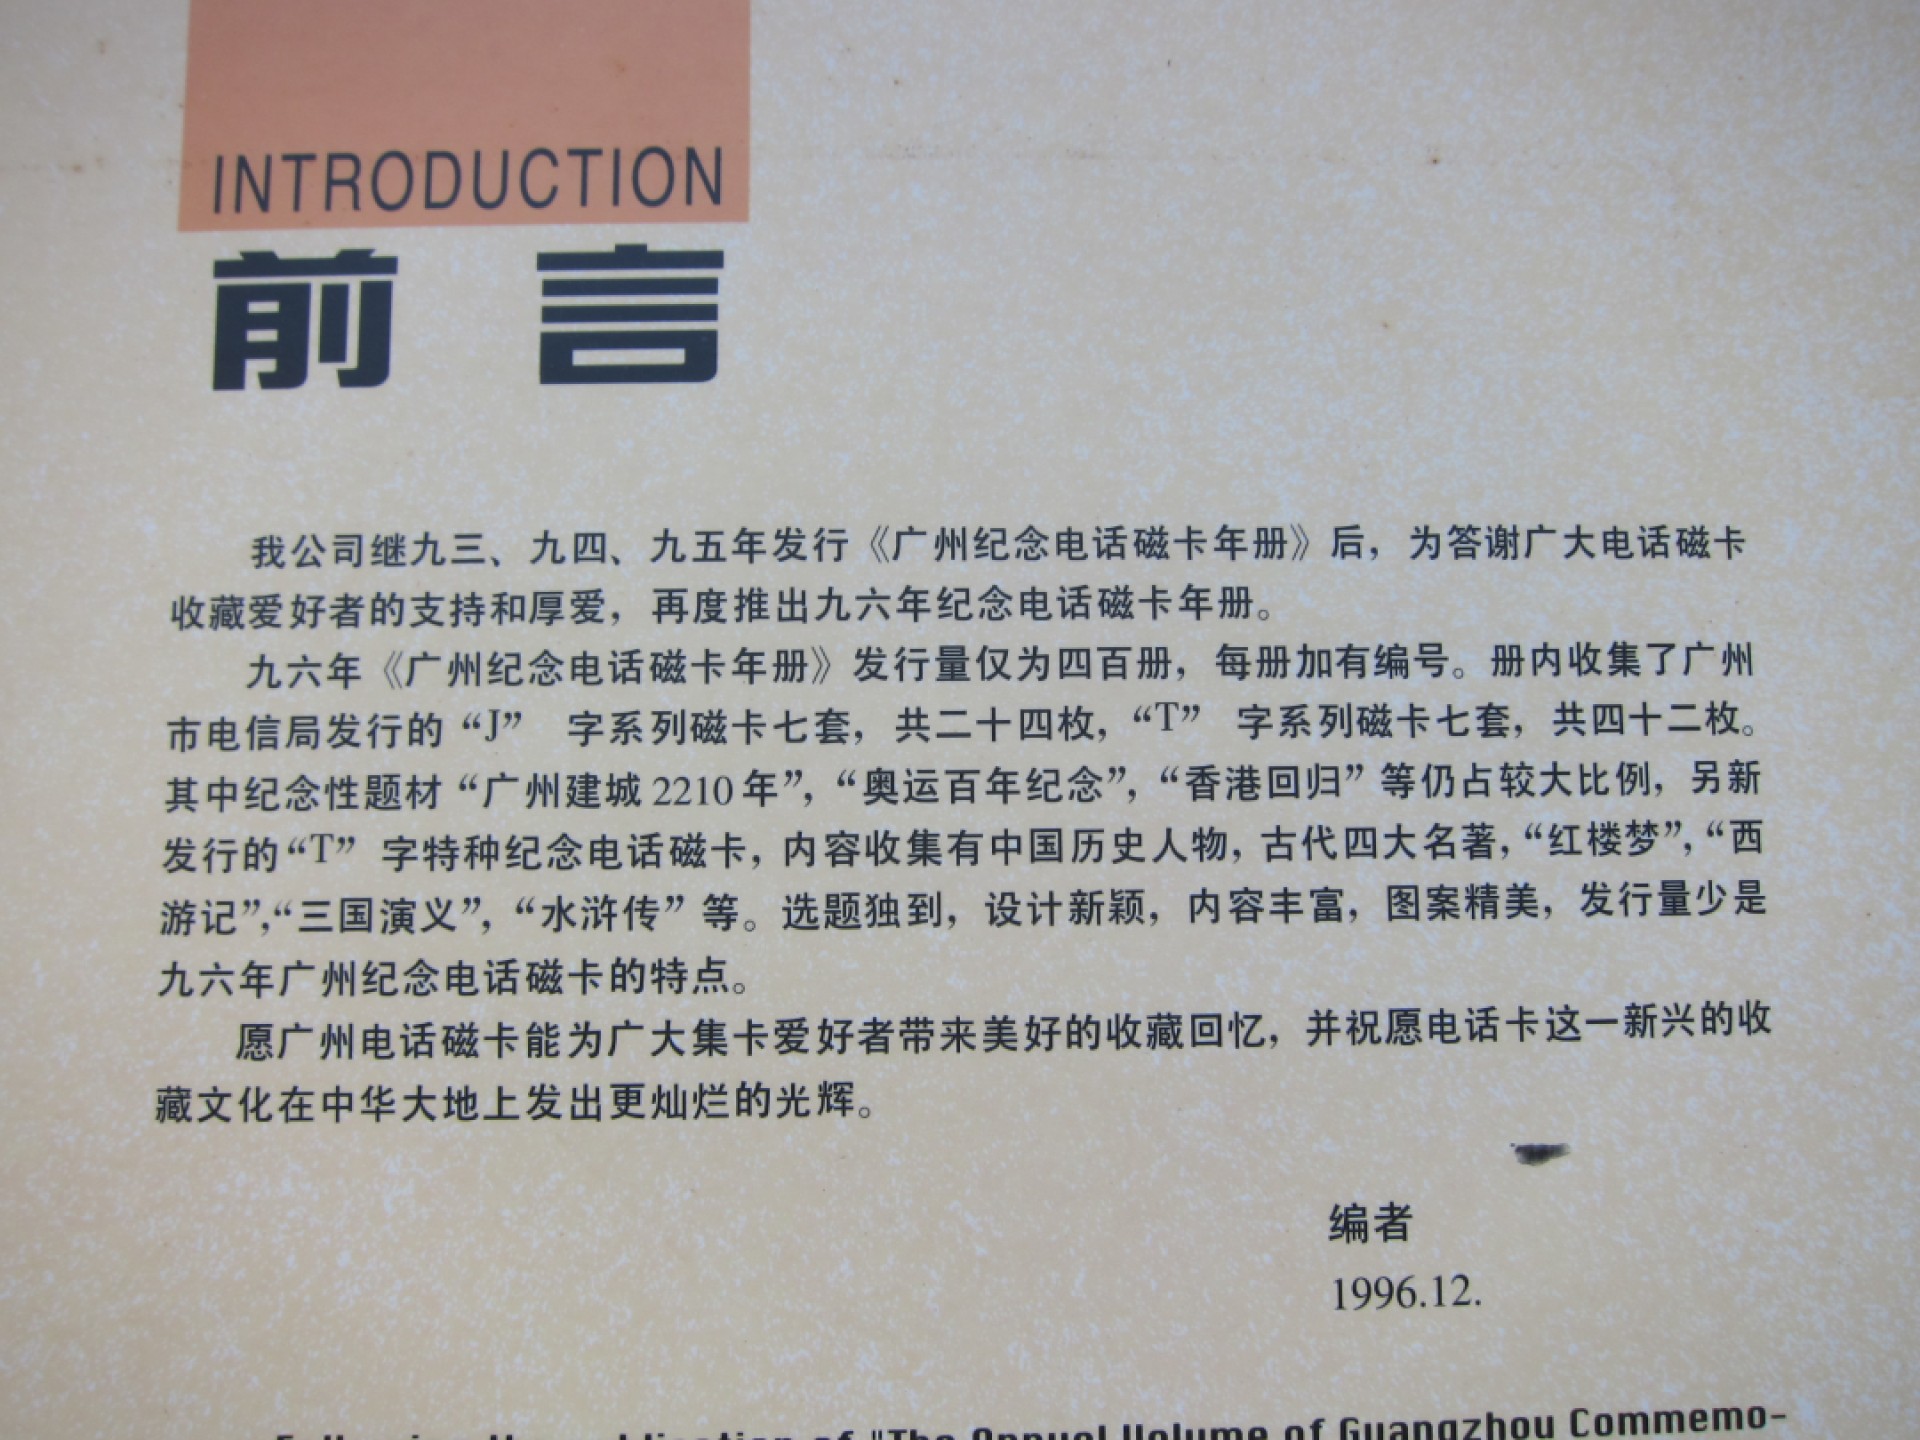 INTRODUCTION
前言
我公司继九三、九四、九五年发行《广州纪念电话磁卡年册》后，为答谢广大电话磁卡
收藏爱好者的支持和厚爱，再度推出九六年纪念电话磁卡年册。
九六年《广州纪念电话磁卡年册》发行量仅为四百册，每册加有编号。册内收集了广州
市电信局发行的“J” 字系列磁卡七套，共二十四枚，“T” 字系列磁卡七套，共四十二枚。
其中纪念性题材“广州建城2210年”，“奥运百年纪念”，“香港回归”等仍占较大比例，另新
发行的“T” 字特种纪念电话磁卡，内容收集有中国历史人物，古代四大名著，“红楼梦”，“西
游记”，“三国演义”，“水浒传”等。选题独到，设计新颖，内容丰富，图案精美，发行量少是
九六年广州纪念电话磁卡的特点。
愿广州电话磁卡能为广大集卡爱好者带来美好的收藏回忆，并祝愿电话卡这一新兴的收
藏文化在中华大地上发出更灿烂的光辉。
编者
1996.12.
Following the publication of "The Annual Volume of Guangzhou Commemo-